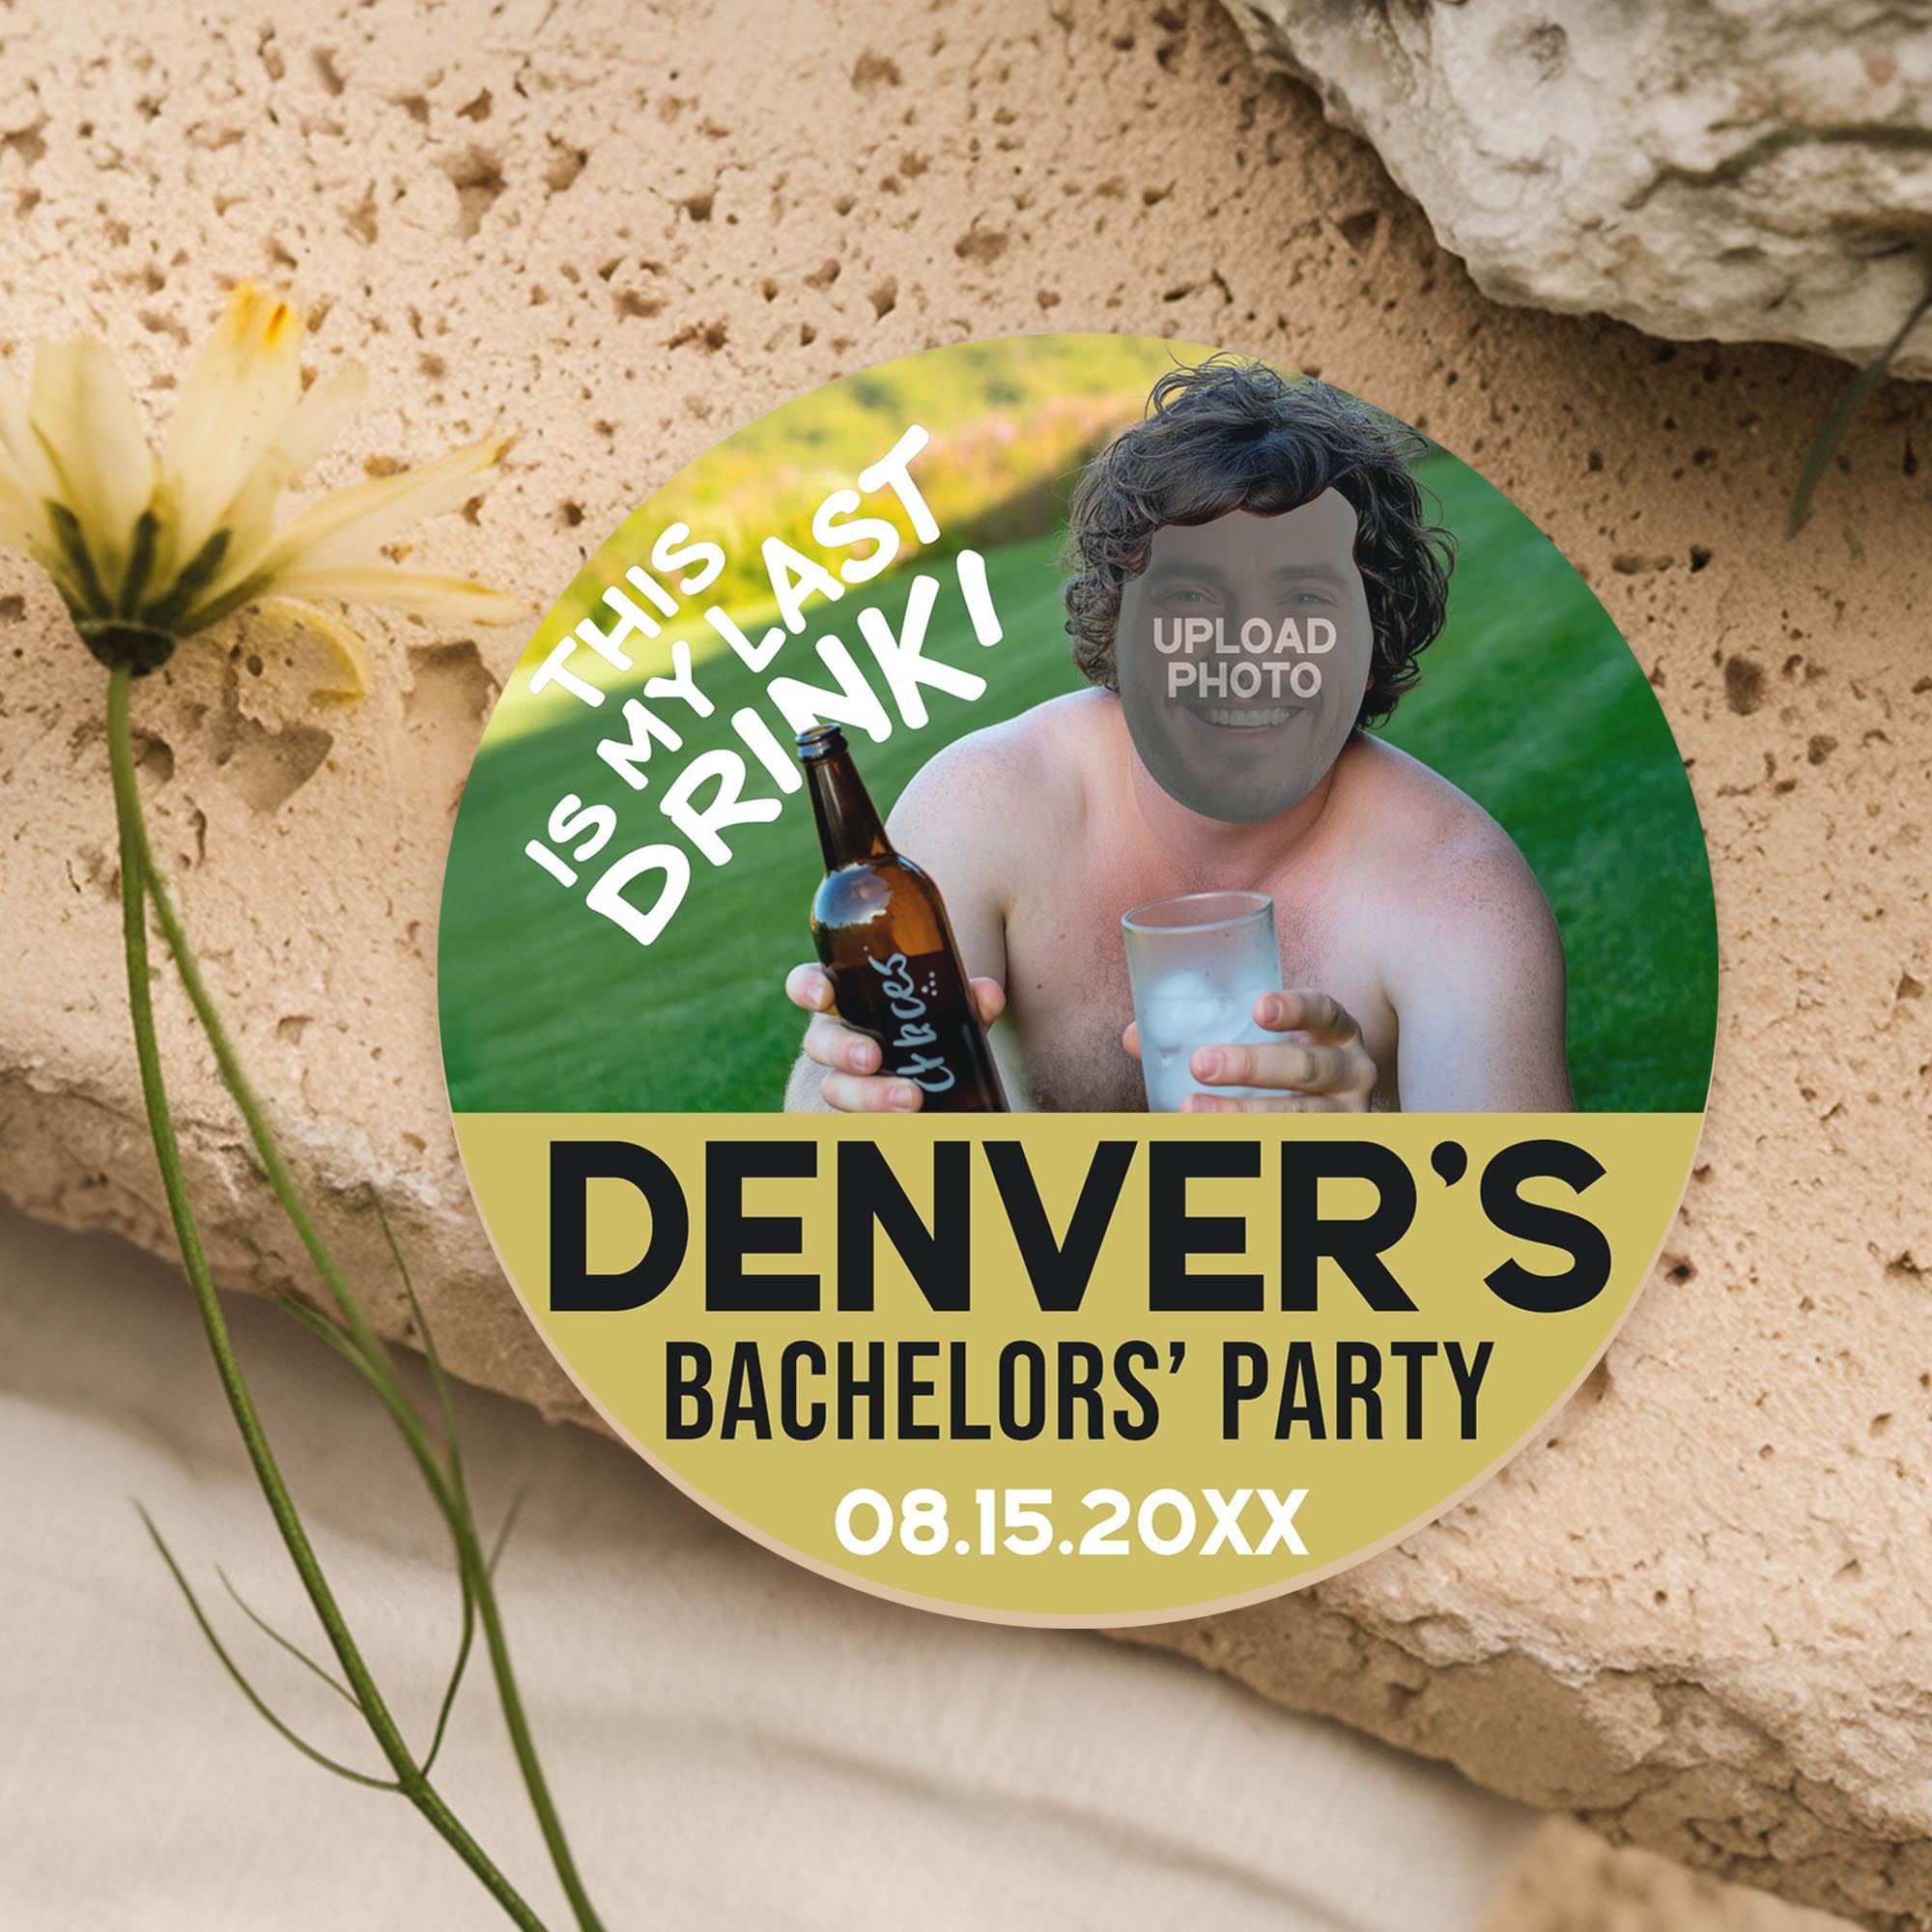 THIS
IS MY LAST
DRINK!
UPLOAD
PHOTO
DENVER'S
BACHELORS' PARTY
08.15.20XX